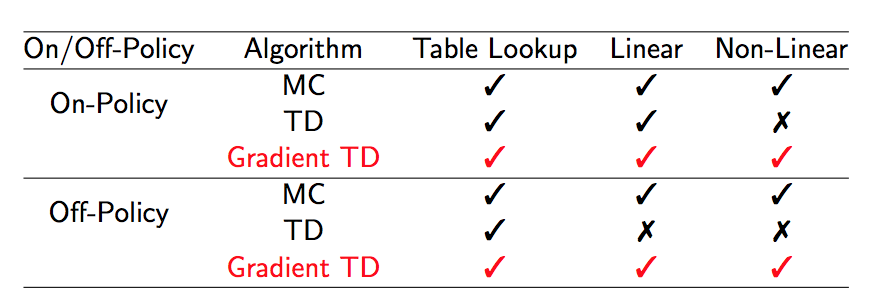 On/Off-Policy Algorithm Table Lookup Linear Non-Linear
On-Policy MC ✓ ✓ ✓
TD ✓ ✓ ✗
Gradient TD ✓ ✓ ✓
Off-Policy MC ✓ ✓ ✓
TD ✓ ✗ ✗
Gradient TD ✓ ✓ ✓